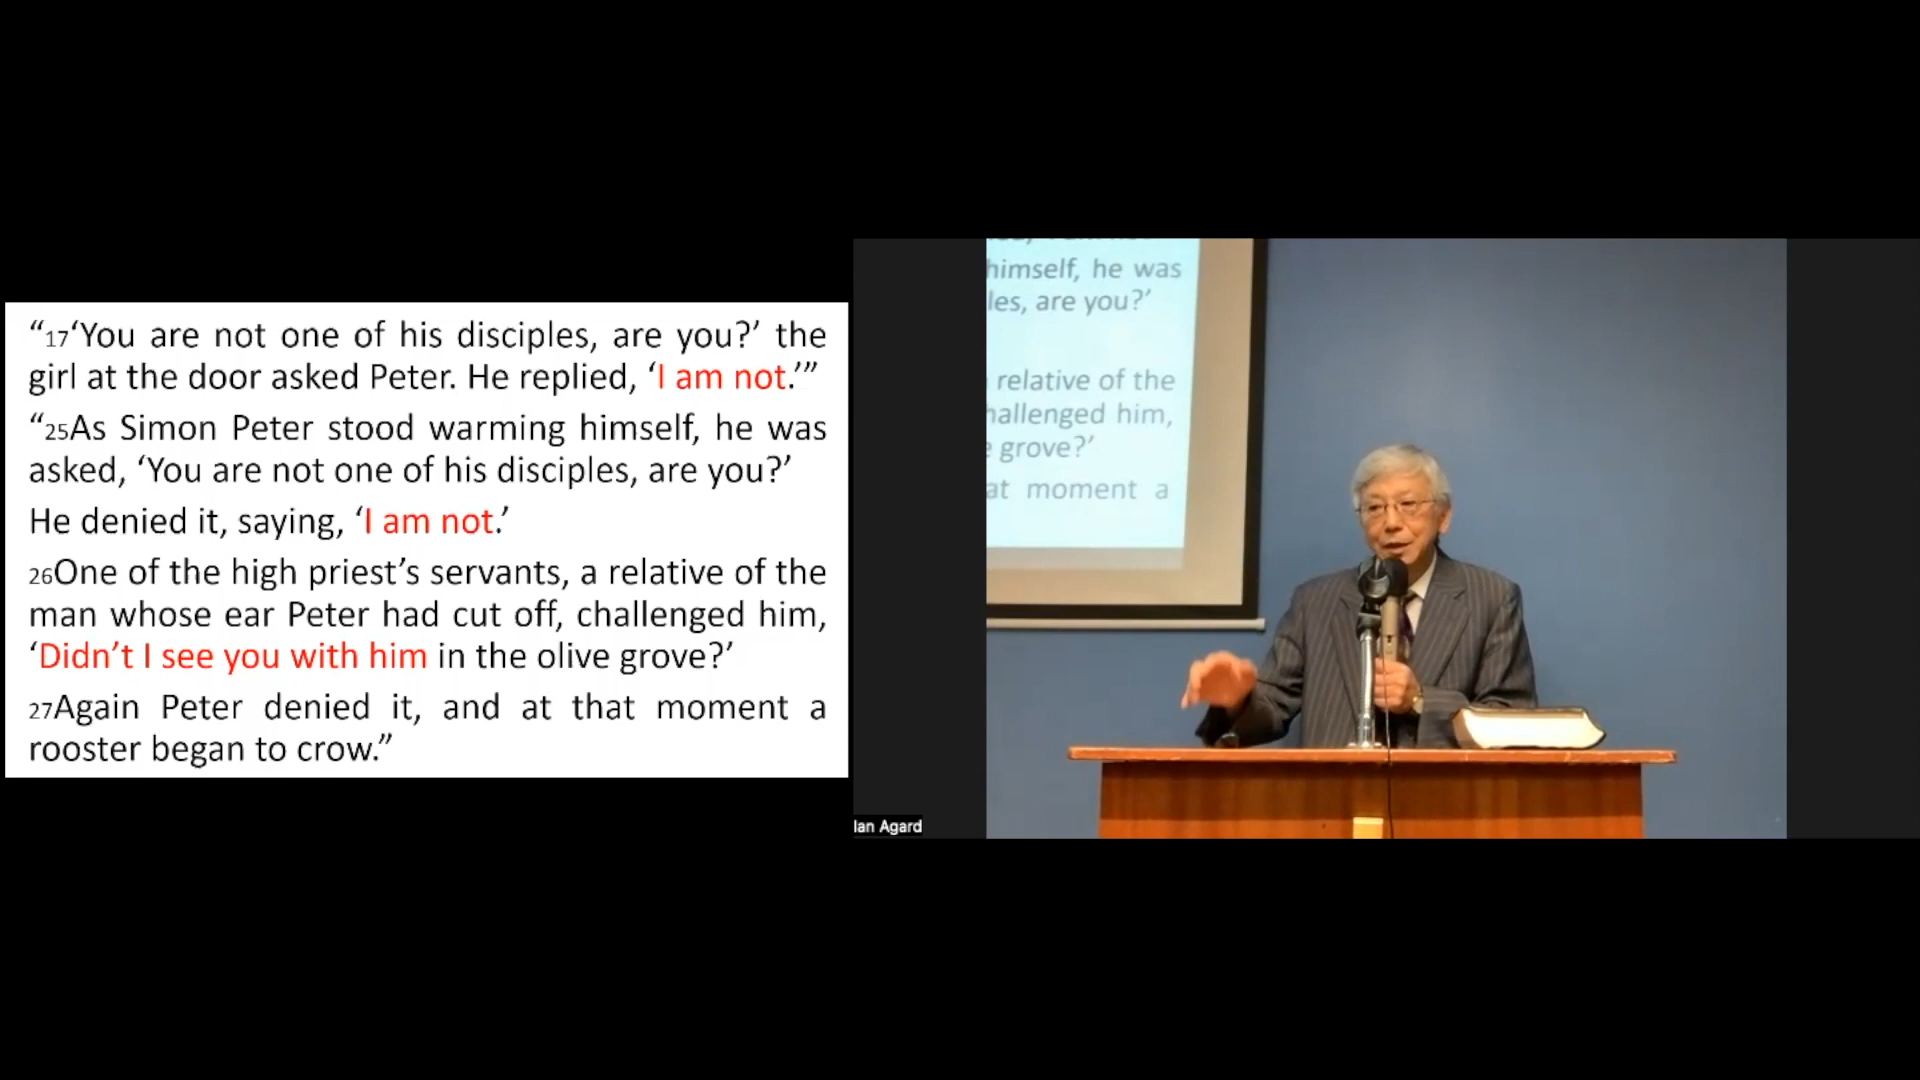 “17‘You are not one of his disciples, are you?’ the
girl at the door asked Peter. He replied, ‘I am not.’”
“25As Simon Peter stood warming himself, he was
asked, ‘You are not one of his disciples, are you?’
He denied it, saying, ‘I am not.’
26One of the high priest’s servants, a relative of the
man whose ear Peter had cut off, challenged him,
‘Didn’t I see you with him in the olive grove?’
27Again Peter denied it, and at that moment a
rooster began to crow.”
himself, he was
les, are you?’
relative of the
hallenged him,
e grove?’
at moment a
Ian Agard